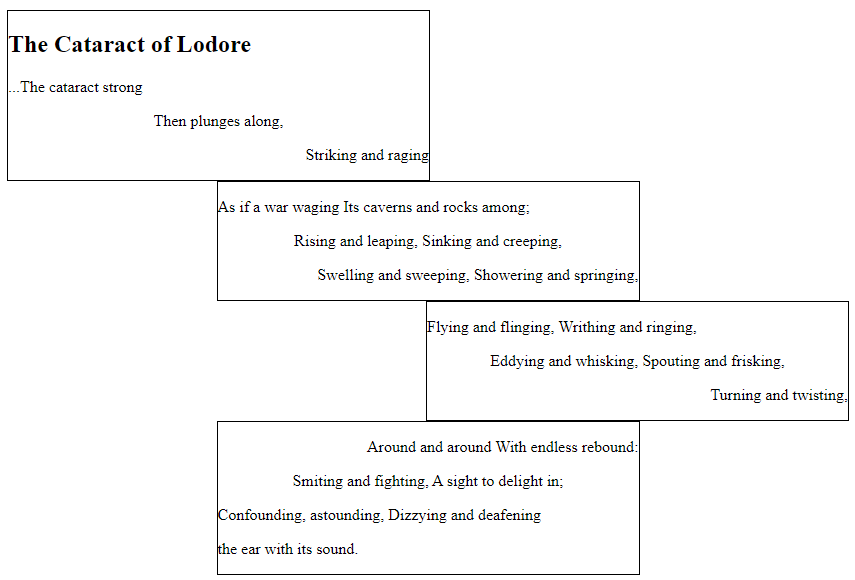 The Cataract of Lodore
...The cataract strong
Then plunges along,
Striking and raging
As if a war waging Its caverns and rocks among;
Rising and leaping, Sinking and creeping,
Swelling and sweeping, Showering and springing,
Flying and flinging, Writhing and ringing,
Eddying and whisking, Spouting and frisking,
Turning and twisting,
Around and around With endless rebound:
Smiting and fighting, A sight to delight in;
Confounding, astounding, Dizzying and deafening
the ear with its sound.